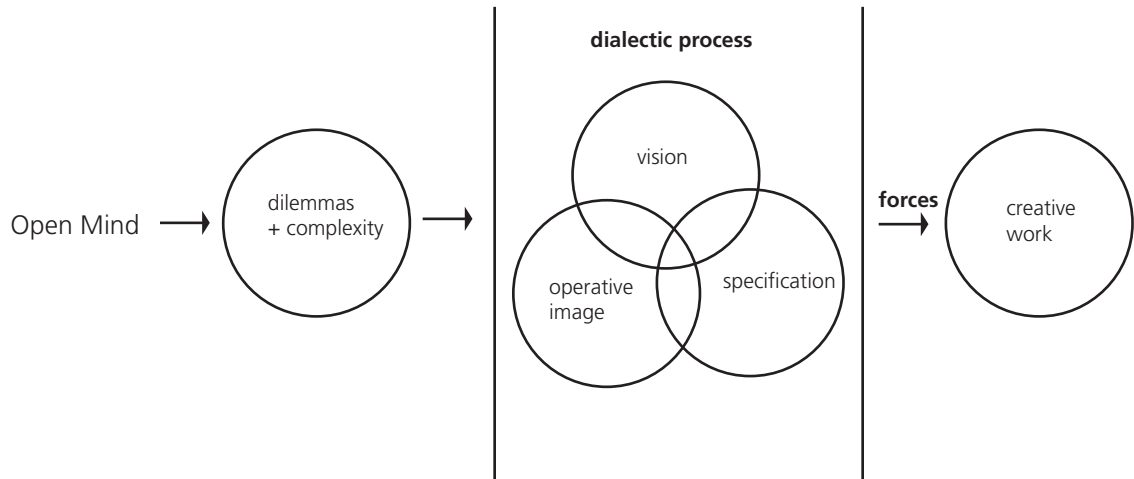 Open Mind
dilemmas
+ complexity
dialectic process
vision
operative
image
specification
forces
creative
work